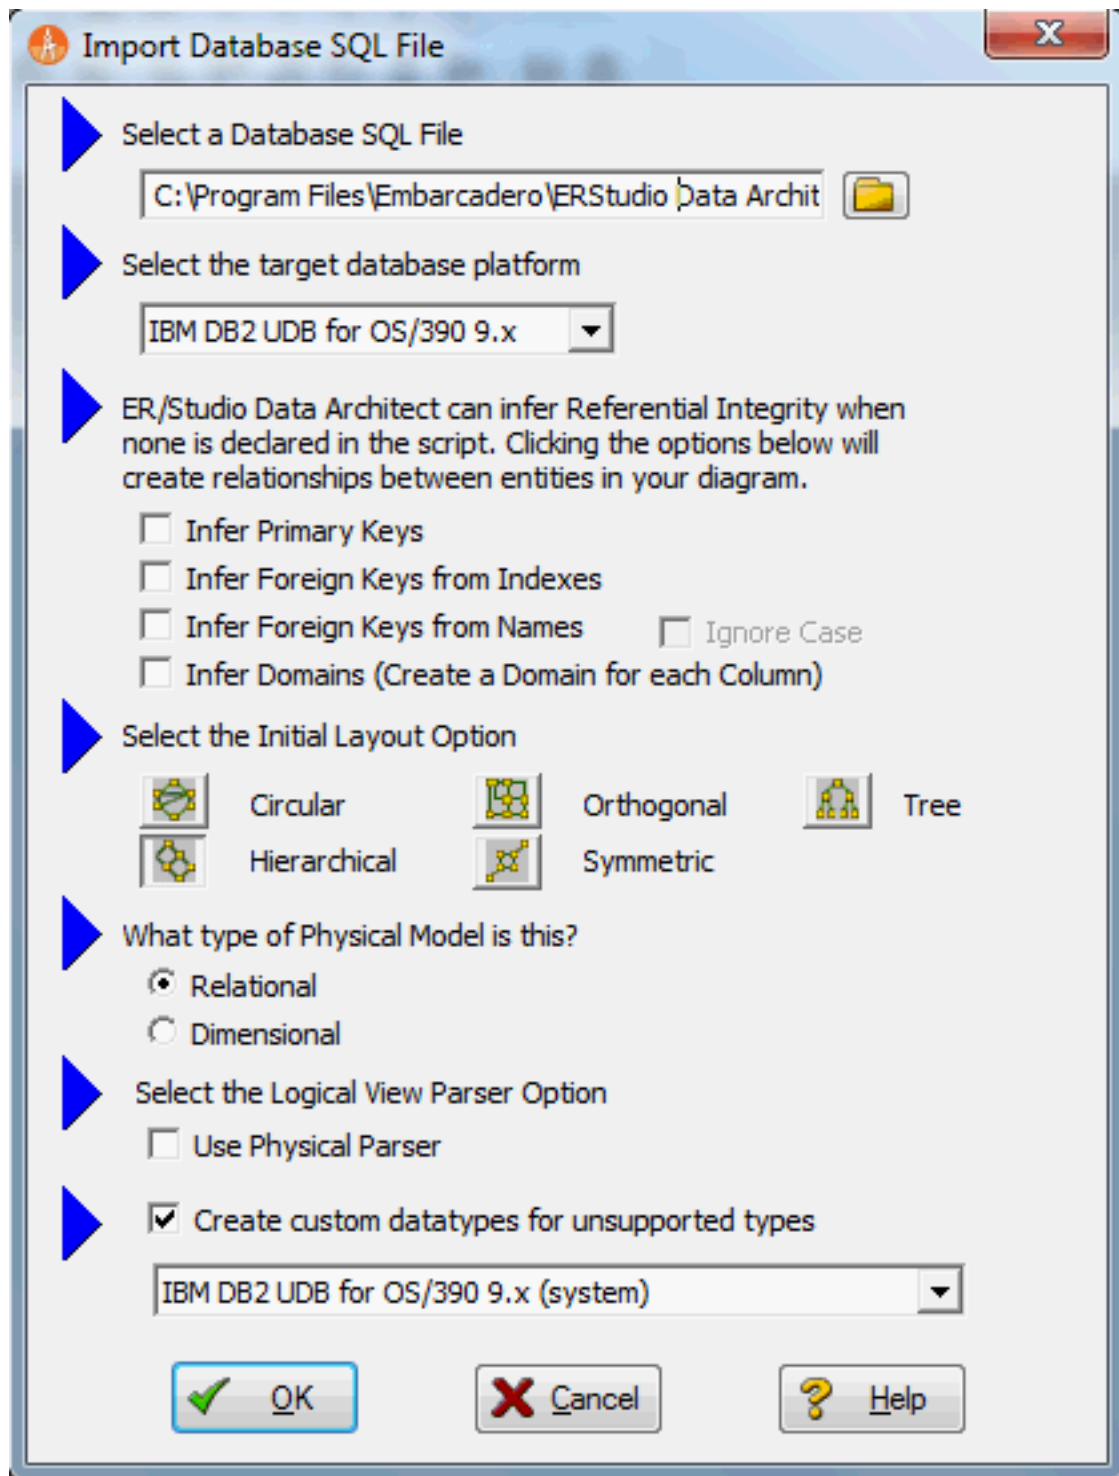 Import Database SQL File
Select a Database SQL File
C:\Program Files\Embarcadero\ERStudio Data Archit
Select the target database platform
IBM DB2 UDB for OS/390 9.x
ER/Studio Data Architect can infer Referential Integrity when
none is declared in the script. Clicking the options below will
create relationships between entities in your diagram.
Infer Primary Keys
Infer Foreign Keys from Indexes
Infer Foreign Keys from Names Ignore Case
Infer Domains (Create a Domain for each Column)
Select the Initial Layout Option
Circular Orthogonal Tree
Hierarchical Symmetric
What type of Physical Model is this?
Relational
Dimensional
Select the Logical View Parser Option
Use Physical Parser
Create custom datatypes for unsupported types
IBM DB2 UDB for OS/390 9.x (system)
OK Cancel Help